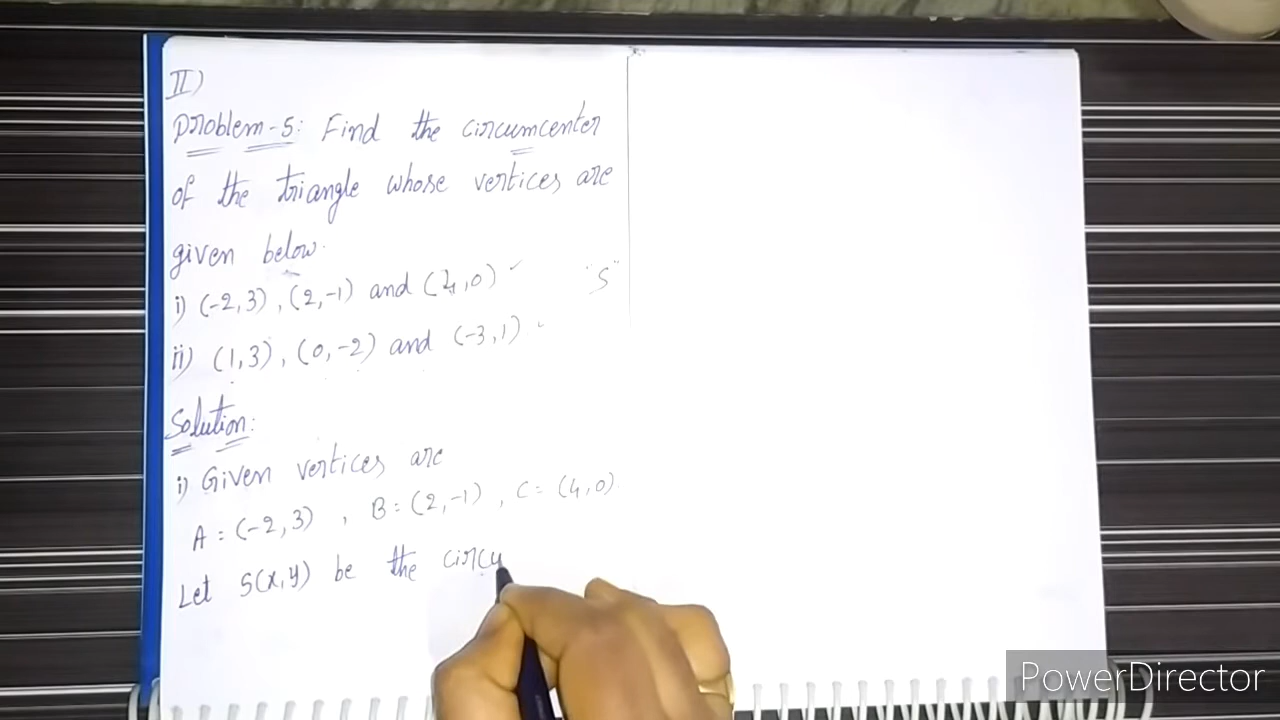 II)
Problem-5: Find the circumcenter
of the triangle whose vertices are
given below.
i) (-2,3), (2,-1) and (4,0) "S"
ii) (1,3), (0,-2) and (-3,1)
Solution:
i) Given vertices are
A = (-2,3), B = (2,-1), C = (4,0)
Let S(x,y) be the circu
PowerDirector